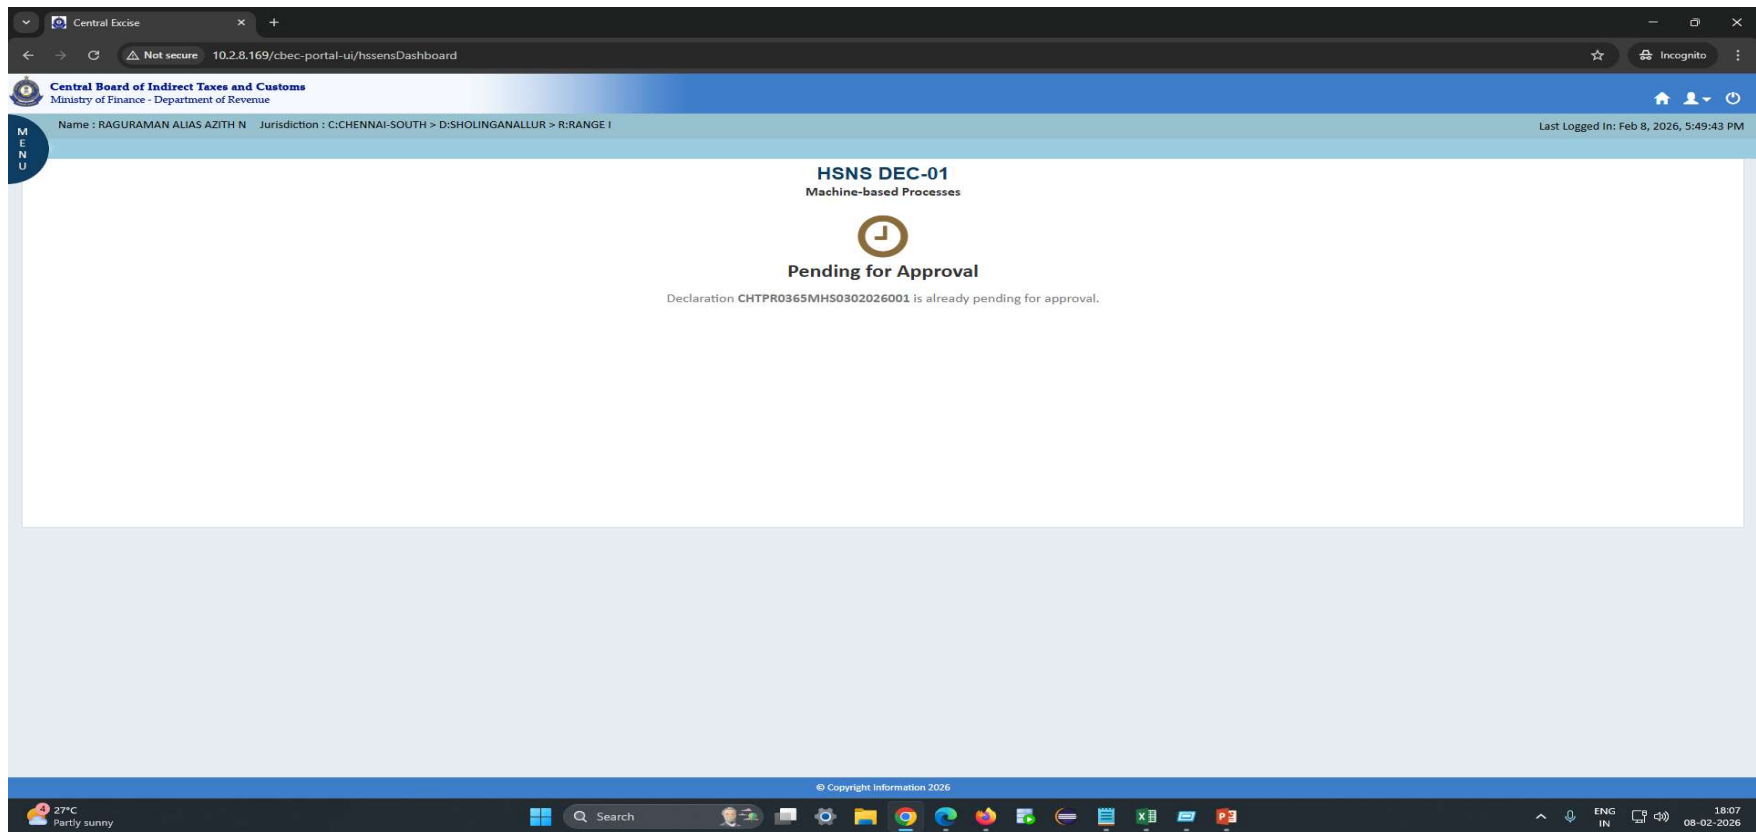 Central Excise
Not secure 10.2.8.169/cbec-portal-ui/hssensDashboard
Incognito
Central Board of Indirect Taxes and Customs
Ministry of Finance - Department of Revenue
Name : RAGURAMAN ALIAS AZITH N Jurisdiction : C:CHENNAI-SOUTH > D:SHOLINGANALLUR > R:RANGE I
Last Logged In: Feb 8, 2026, 5:49:43 PM
MENU
HSNS DEC-01
Machine-based Processes
Pending for Approval
Declaration CHTPR0365MHS0302026001 is already pending for approval.
© Copyright Information 2026
4
27°C
Partly sunny
Search
ENG
IN
18:07
08-02-2026